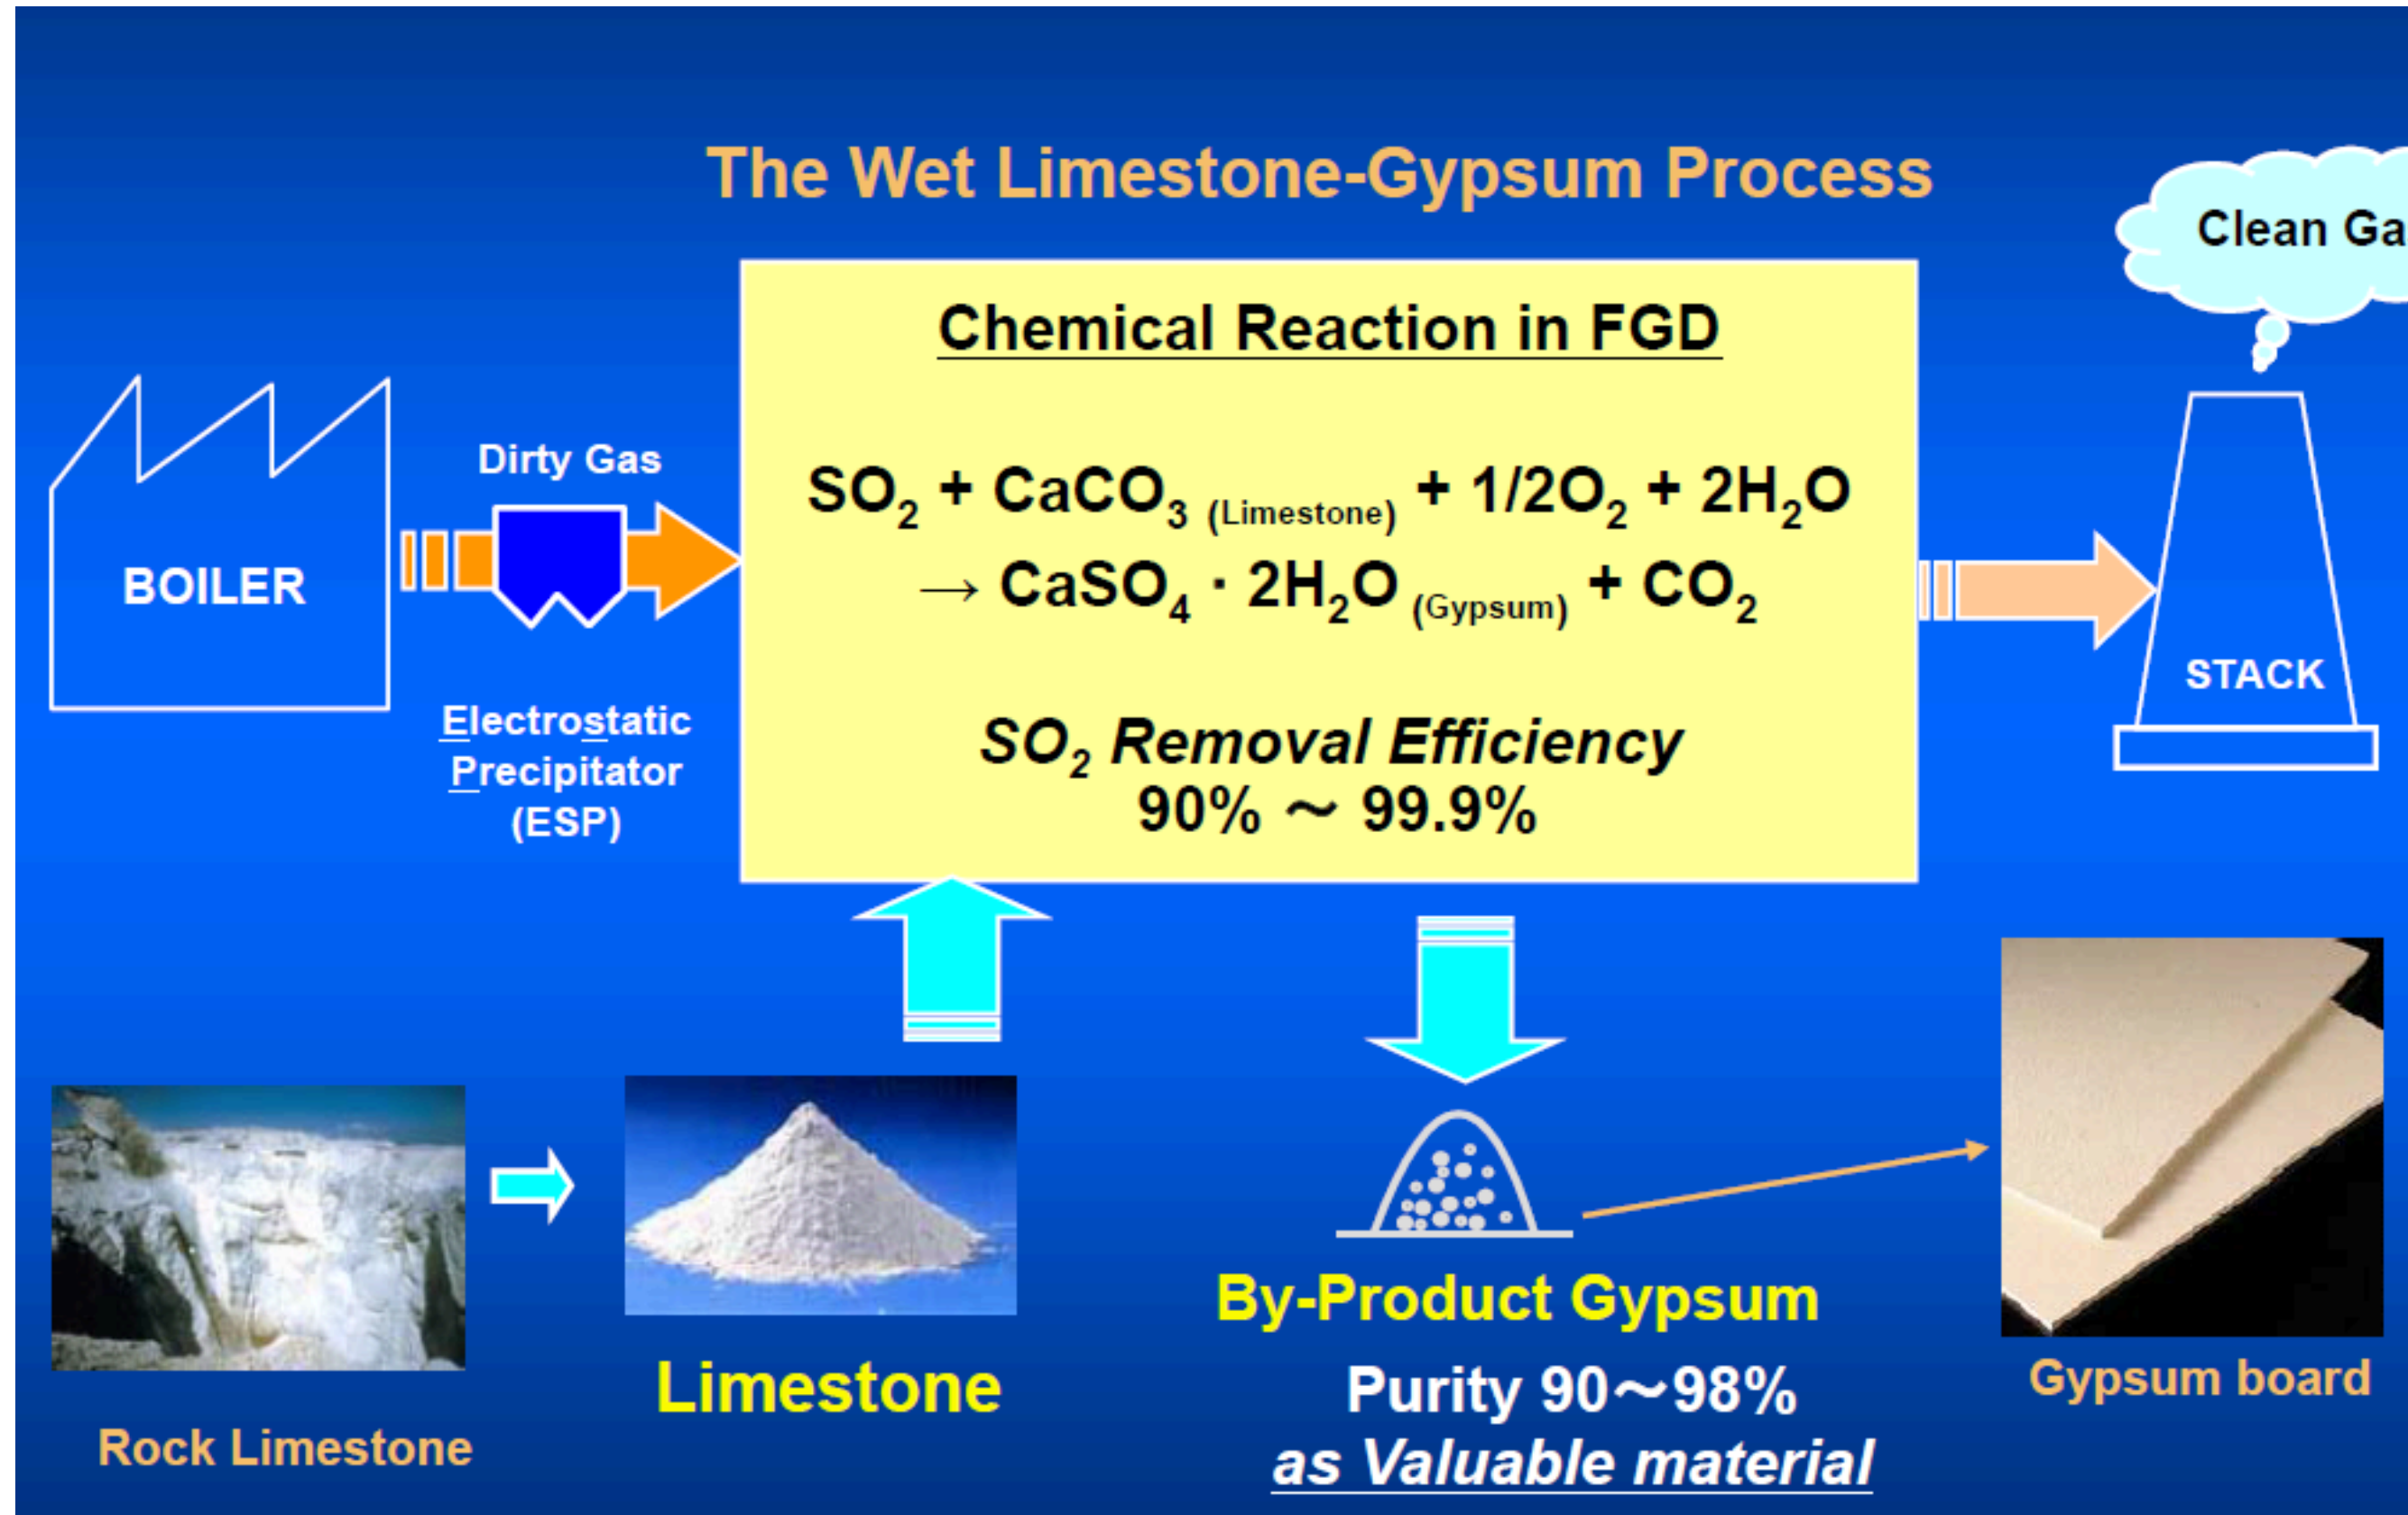 The Wet Limestone-Gypsum Process
Clean Ga
Chemical Reaction in FGD
Dirty Gas
SO₂ + CaCO₃ (Limestone) + 1/2O₂ + 2H₂O
→ CaSO₄ · 2H₂O (Gypsum) + CO₂
BOILER
STACK
Electrostatic
Precipitator
(ESP)
SO₂ Removal Efficiency
90% ～ 99.9%
Rock Limestone
Limestone
By-Product Gypsum
Purity 90～98%
as Valuable material
Gypsum board